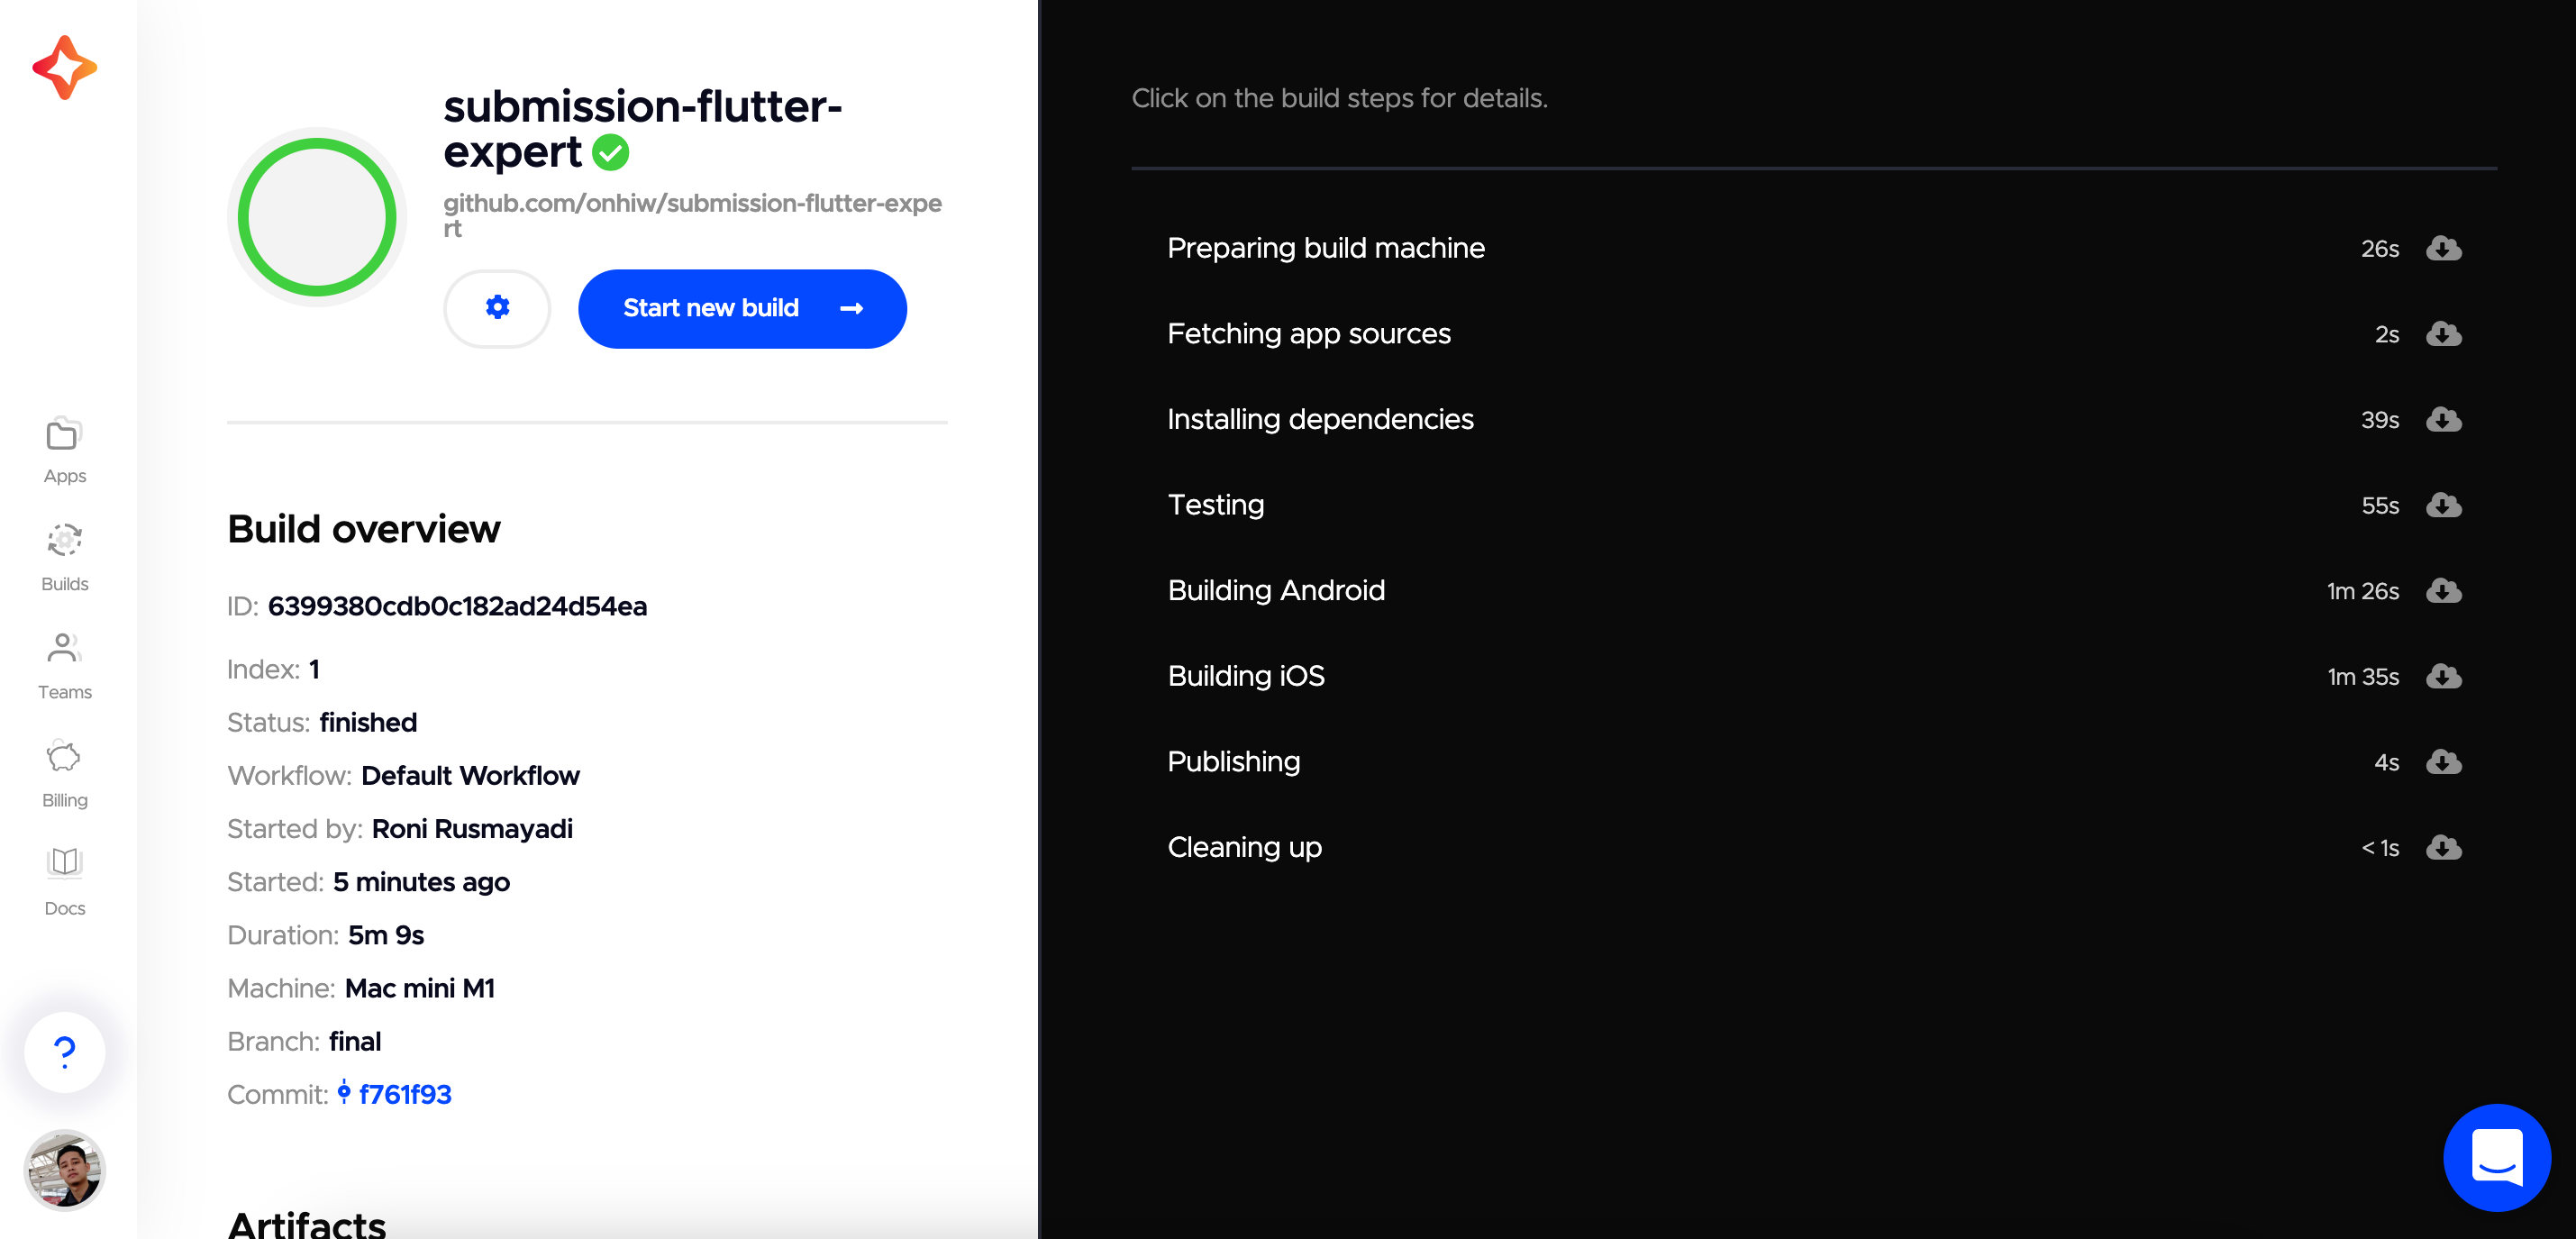 submission-flutter-
expert
github.com/onhiw/submission-flutter-expe
rt
Start new build
Apps
Builds
Teams
Billing
Docs
?
Build overview
ID: 6399380cdb0c182ad24d54ea
Index: 1
Status: finished
Workflow: Default Workflow
Started by: Roni Rusmayadi
Started: 5 minutes ago
Duration: 5m 9s
Machine: Mac mini M1
Branch: final
Commit: f761f93
Artifacts
Click on the build steps for details.
Preparing build machine 26s
Fetching app sources 2s
Installing dependencies 39s
Testing 55s
Building Android 1m 26s
Building iOS 1m 35s
Publishing 4s
Cleaning up < 1s